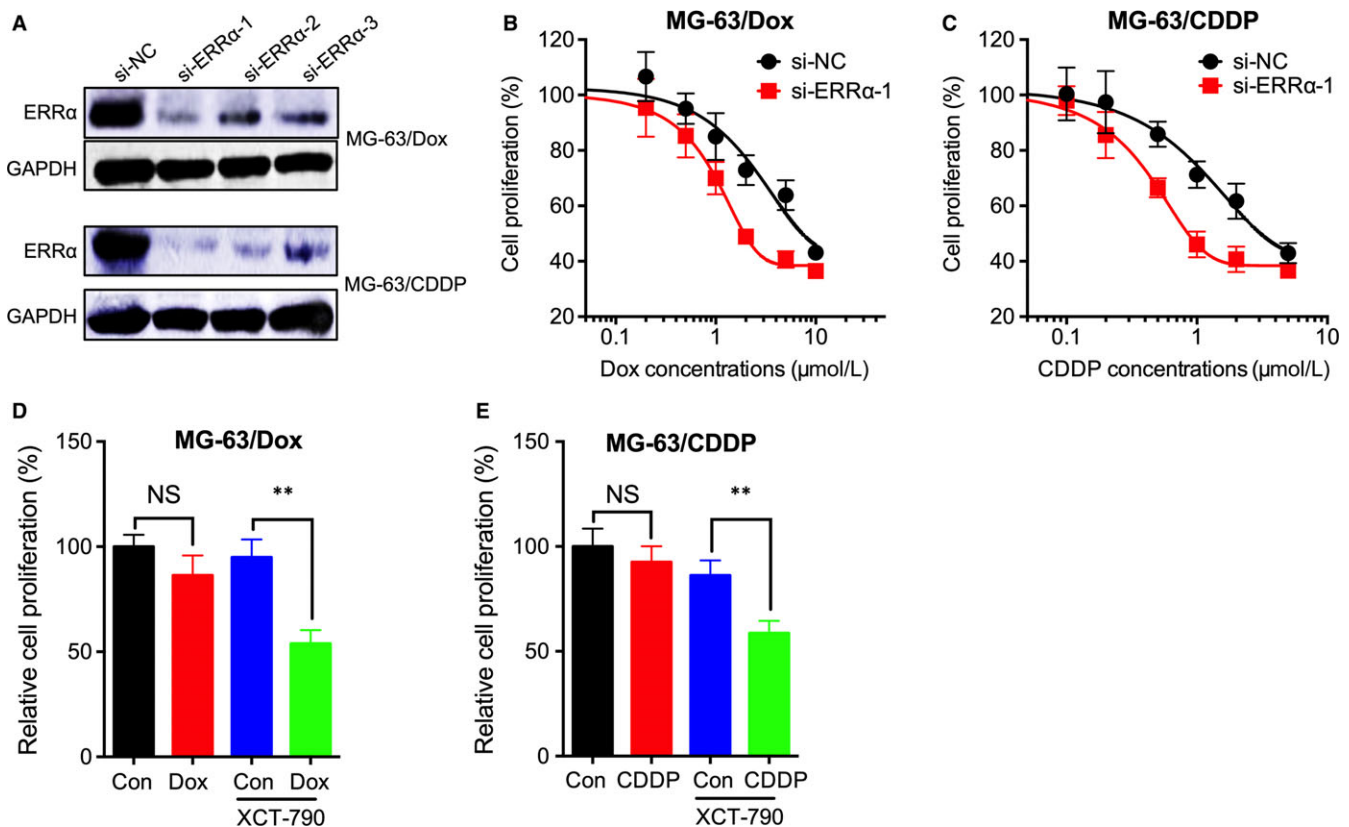 A
si-NC
si-ERRα-1
si-ERRα-2
si-ERRα-3
ERRα
GAPDH
MG-63/Dox
ERRα
GAPDH
MG-63/CDDP
B
MG-63/Dox
si-NC
si-ERRα-1
Cell proliferation (%)
120
100
80
60
40
20
0.1 1 10
Dox concentrations (µmol/L)
C
MG-63/CDDP
si-NC
si-ERRα-1
Cell proliferation (%)
120
100
80
60
40
20
0.1 1 10
CDDP concentrations (µmol/L)
D
MG-63/Dox
Relative cell proliferation (%)
150
100
50
0
NS
**
Con Dox Con Dox
XCT-790
E
MG-63/CDDP
Relative cell proliferation (%)
150
100
50
0
NS
**
Con CDDP Con CDDP
XCT-790